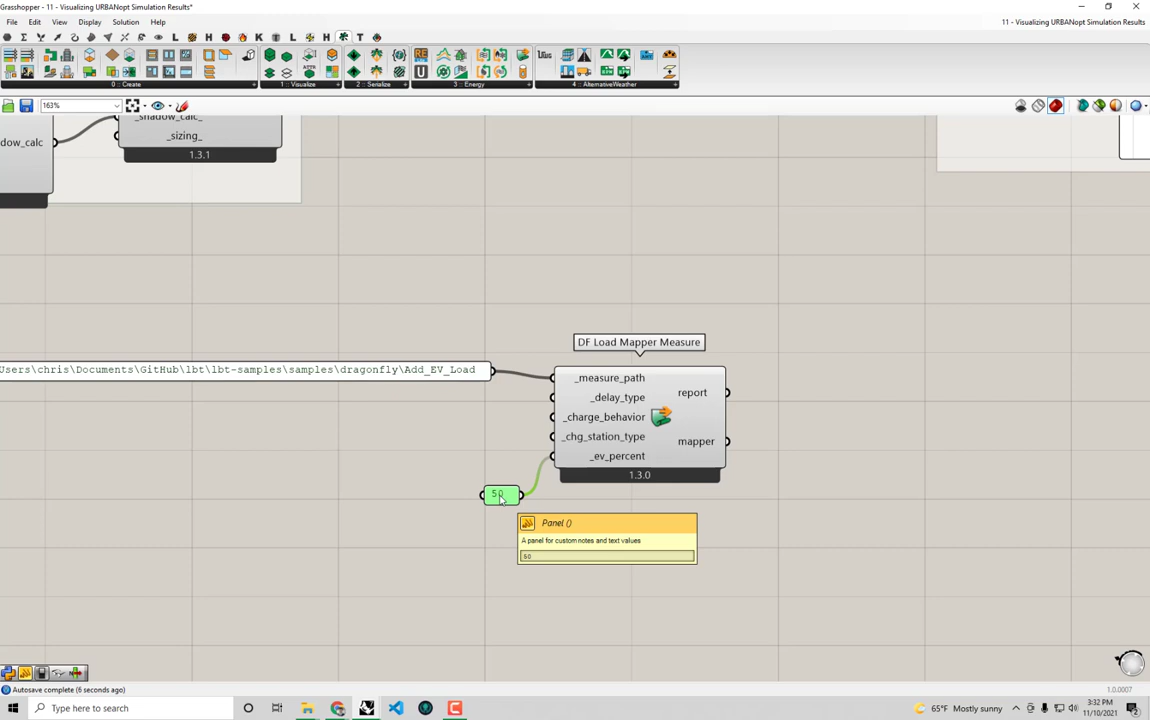 Grasshopper - 11 - Visualizing URBANopt Simulation Results*
File Edit View Display Solution Help
11 - Visualizing URBANopt Simulation Results*
L H K L H T
0 :: Create
1 :: Visualize
2 :: Serialize
3 :: Energy
4 :: AlternativeWeather
163%
_shadow_calc_
dow_calc
_sizing_
1.3.1
DF Load Mapper Measure
Users\chris\Documents\GitHub\lbt\lbt-samples\samples\dragonfly\Add_EV_Load
_measure_path
_delay_type
report
_charge_behavior
_chg_station_type
mapper
_ev_percent
1.3.0
50
Panel ()
A panel for custom notes and text values
50
Autosave complete (6 seconds ago)
1.0.0007
Type here to search
65°F Mostly sunny
3:32 PM
11/10/2021